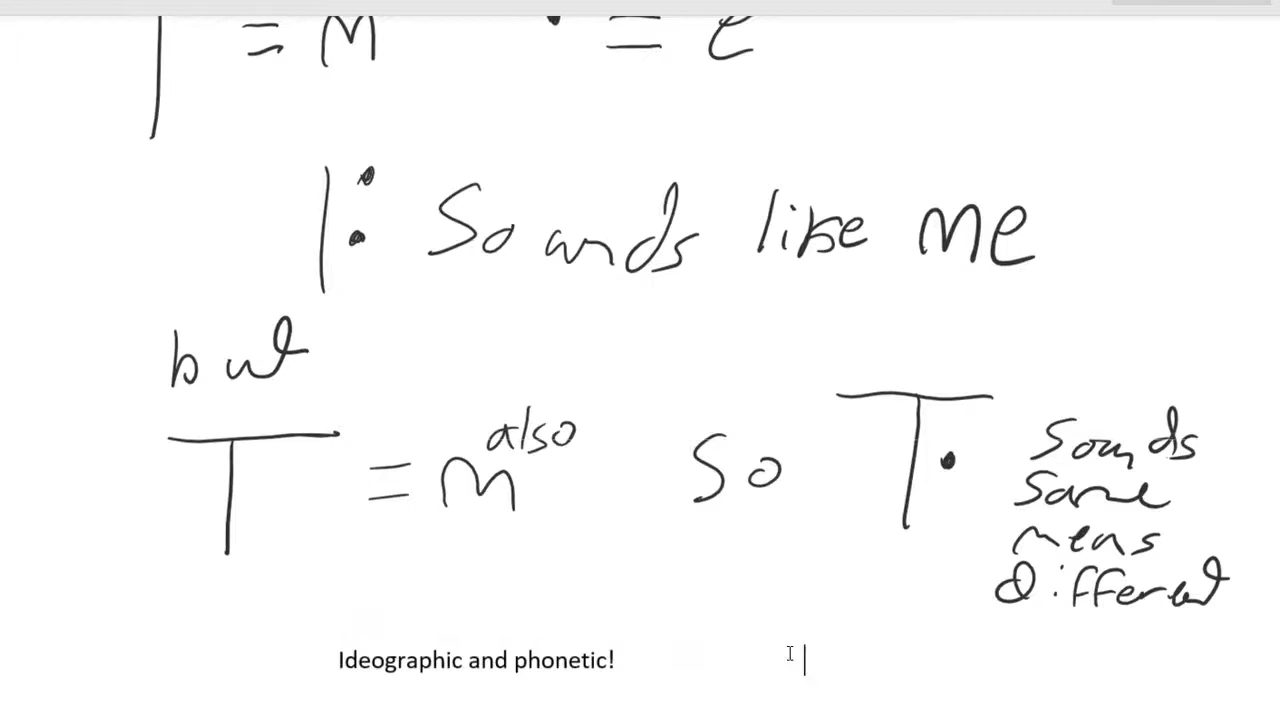 | = M • = e
|: Sounds like Me
but
T = M also so T• Sounds
same
means
different
Ideographic and phonetic!